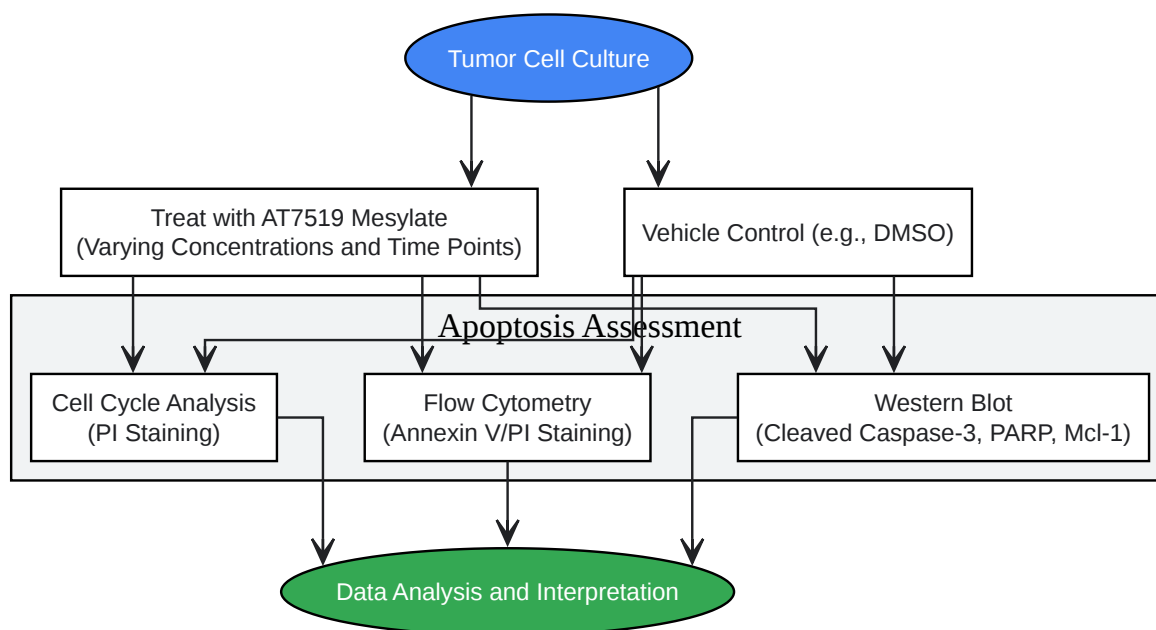 Tumor Cell Culture
Treat with AT7519 Mesylate
(Varying Concentrations and Time Points)
Vehicle Control (e.g., DMSO)
Apoptosis Assessment
Cell Cycle Analysis
(PI Staining)
Flow Cytometry
(Annexin V/PI Staining)
Western Blot
(Cleaved Caspase-3, PARP, Mcl-1)
Data Analysis and Interpretation